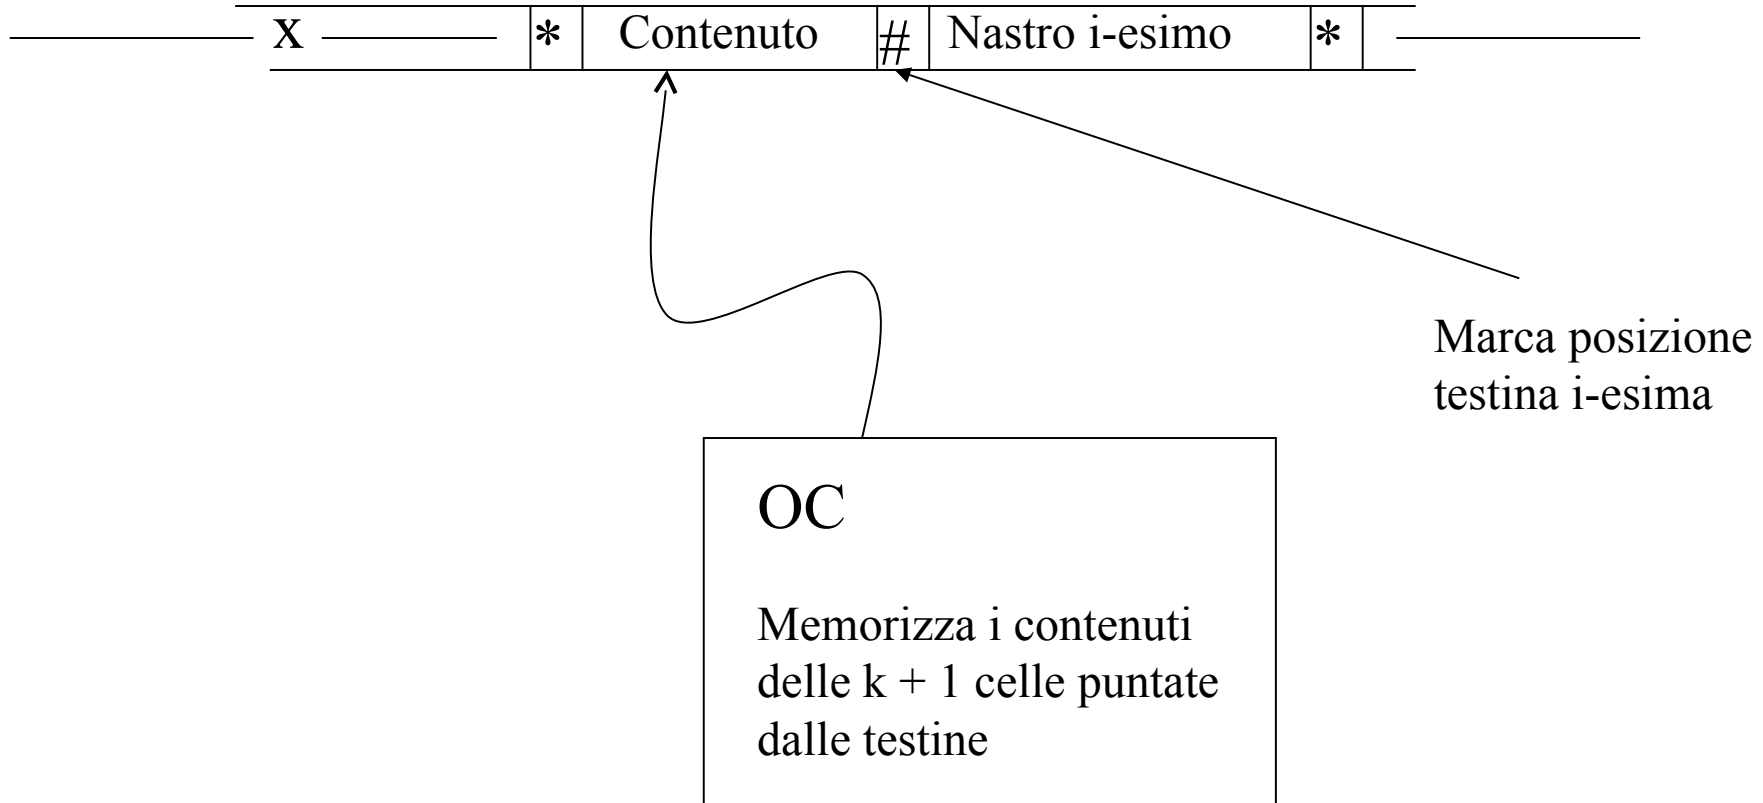 x * Contenuto # Nastro i-esimo *
Marca posizione
testina i-esima
OC
Memorizza i contenuti
delle k + 1 celle puntate
dalle testine